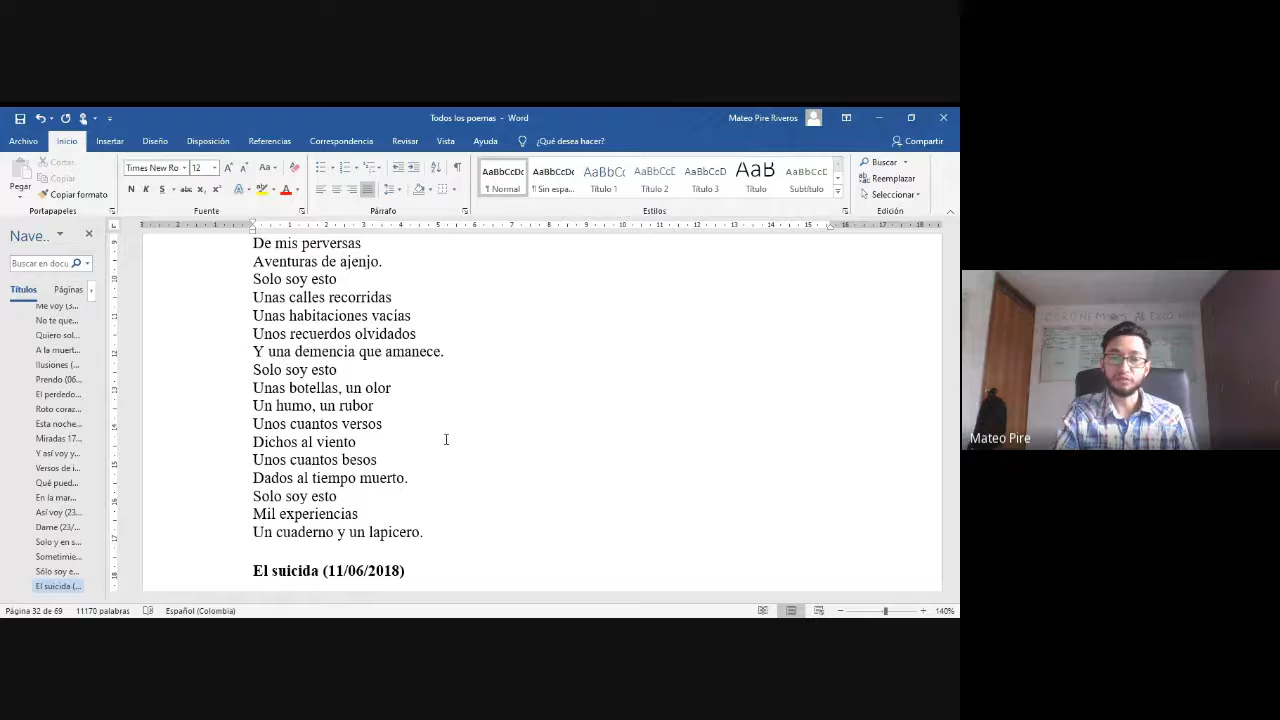 Todos los poemas - Word
Mateo Pire Riveros
Archivo Inicio Insertar Diseño Disposición Referencias Correspondencia Revisar Vista Ayuda ¿Qué desea hacer? Compartir
Pegar
Cortar
Copiar
Copiar formato
Portapapeles
Times New Ro 12
Fuente
Párrafo
AaBbCcDc AaBbCcDc AaBbCc AaBbCcE AaBbCcD AaB AaBbCcD
¶ Normal ¶ Sin espa... Título 1 Título 2 Título 3 Título Subtítulo
Estilos
Buscar
Reemplazar
Seleccionar
Edición
Nave...
Buscar en docu
Títulos Páginas
Me voy (3...
No te que...
Quiero sol...
A la muert...
Ilusiones (...
Prendo (06...
El perdedo...
Roto coraz...
Esta noche...
Miradas 17...
Y así voy y...
Versos de i...
Qué pued...
En la mar...
Así voy (23...
Dame (23/...
Solo y en s...
Sometimie...
Sólo soy e...
El suicida (...
De mis perversas
Aventuras de ajenjo.
Solo soy esto
Unas calles recorridas
Unas habitaciones vacías
Unos recuerdos olvidados
Y una demencia que amanece.
Solo soy esto
Unas botellas, un olor
Un humo, un rubor
Unos cuantos versos
Dichos al viento
Unos cuantos besos
Dados al tiempo muerto.
Solo soy esto
Mil experiencias
Un cuaderno y un lapicero.
El suicida (11/06/2018)
Página 32 de 69 11170 palabras Español (Colombia) 140%
Mateo Pire